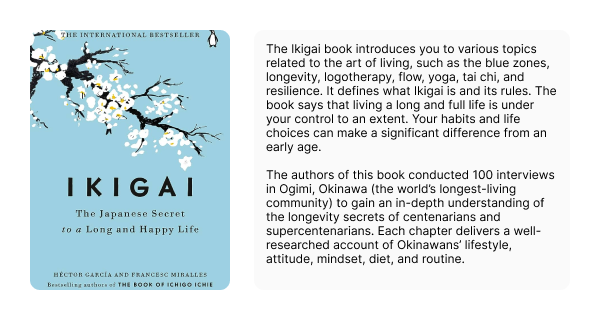 THE INTERNATIONAL BESTSELLER
IKIGAI
The Japanese Secret
to a Long and Happy Life
HÉCTOR GARCÍA AND FRANCESC MIRALLES
Bestselling authors of THE BOOK OF ICHIGO ICHIE
The Ikigai book introduces you to various topics
related to the art of living, such as the blue zones,
longevity, logotherapy, flow, yoga, tai chi, and
resilience. It defines what Ikigai is and its rules. The
book says that living a long and full life is under
your control to an extent. Your habits and life
choices can make a significant difference from an
early age.
The authors of this book conducted 100 interviews
in Ogimi, Okinawa (the world’s longest-living
community) to gain an in-depth understanding of
the longevity secrets of centenarians and
supercentenarians. Each chapter delivers a well-
researched account of Okinawans’ lifestyle,
attitude, mindset, diet, and routine.